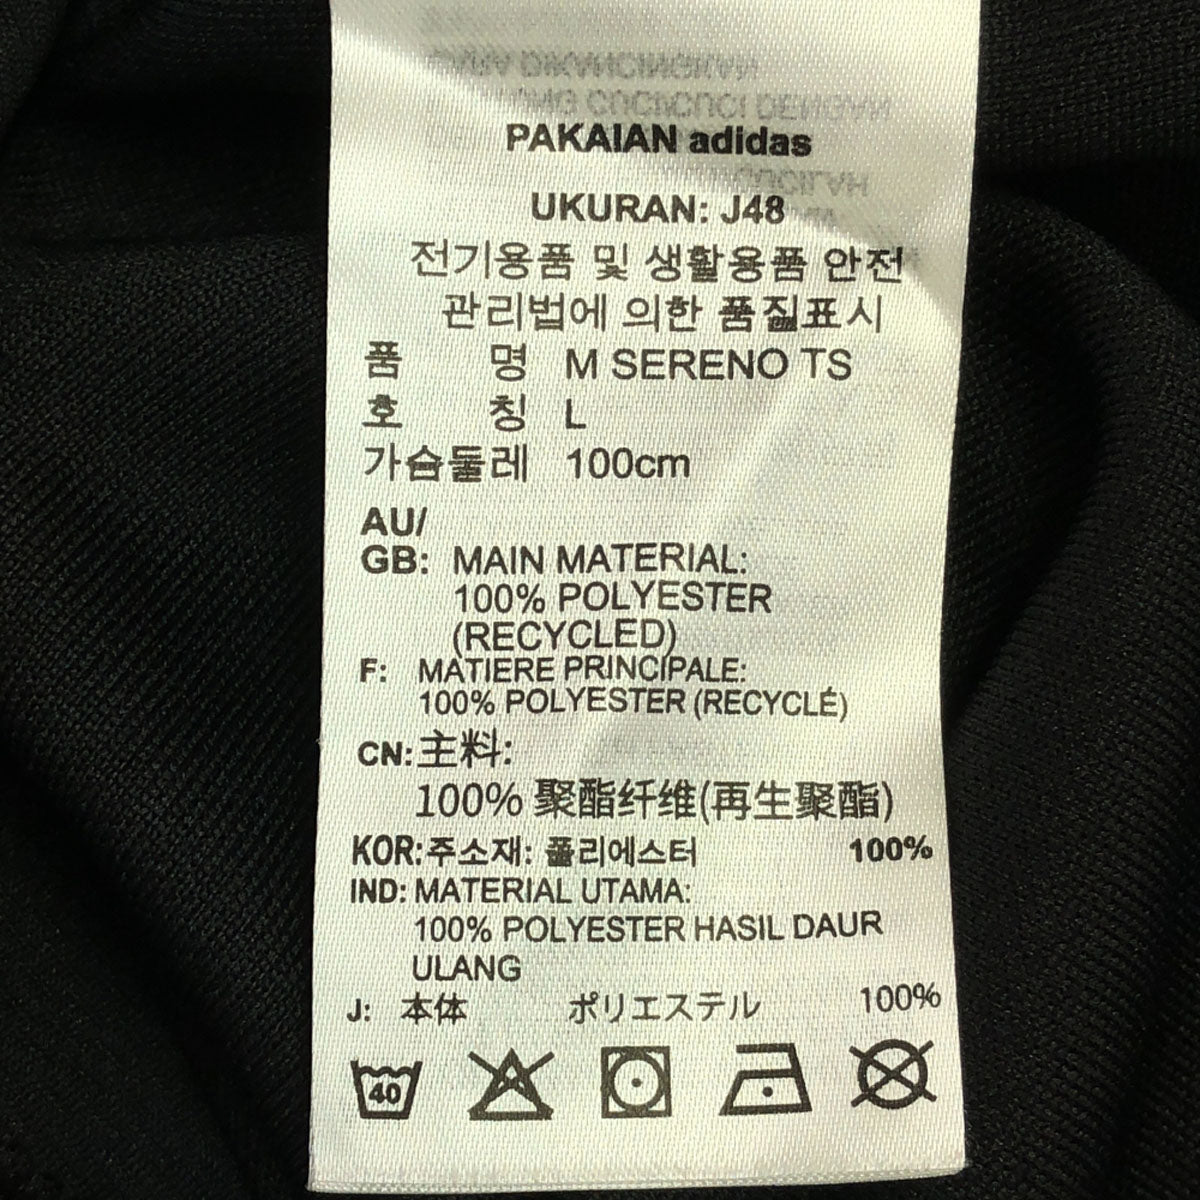 PAKAIAN adidas
UKURAN: J48
전기용품 및 생활용품 안전
관리법에 의한 품질표시
품 명 M SERENO TS
호 칭 L
가슴둘레 100cm
AU/
GB: MAIN MATERIAL:
100% POLYESTER
(RECYCLED)
F: MATIERE PRINCIPALE:
100% POLYESTER (RECYCLÉ)
CN: 主料:
100% 聚酯纤维(再生聚酯)
KOR: 주소재: 폴리에스터 100%
IND: MATERIAL UTAMA:
100% POLYESTER HASIL DAUR
ULANG
J: 本体 ポリエステル 100%
40